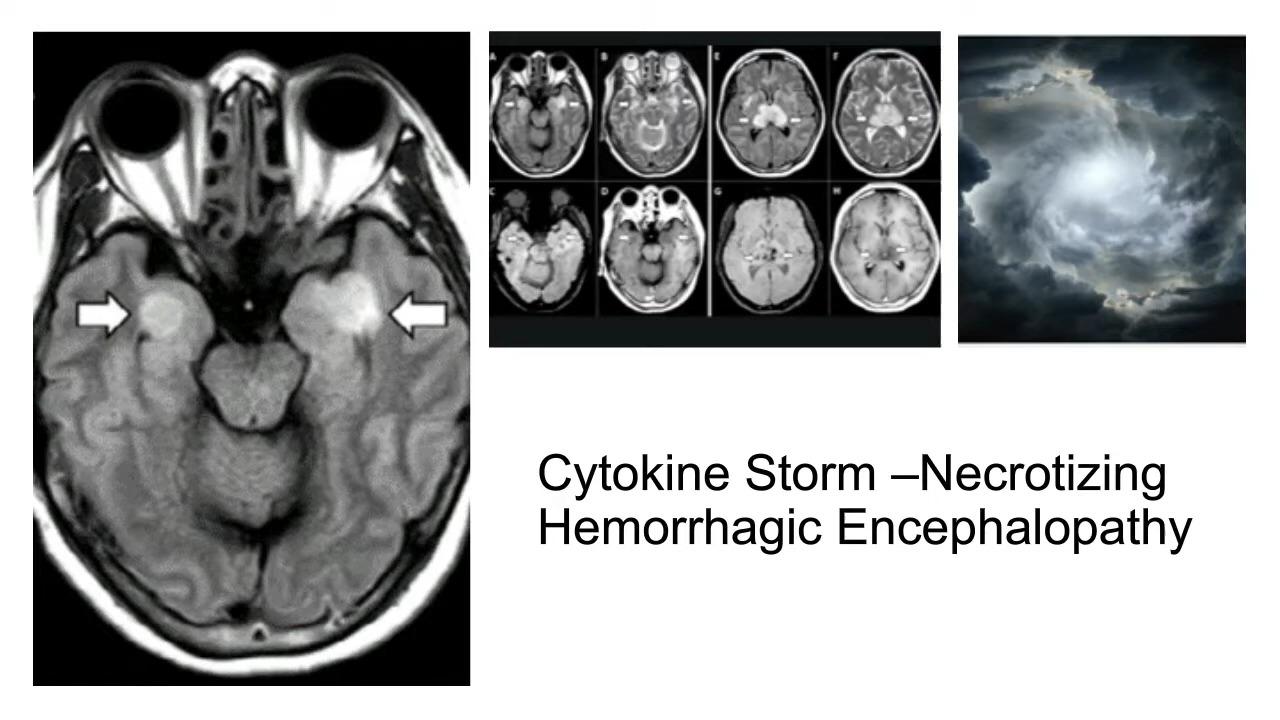 A
B
E
F
C
D
G
H
Cytokine Storm –Necrotizing
Hemorrhagic Encephalopathy